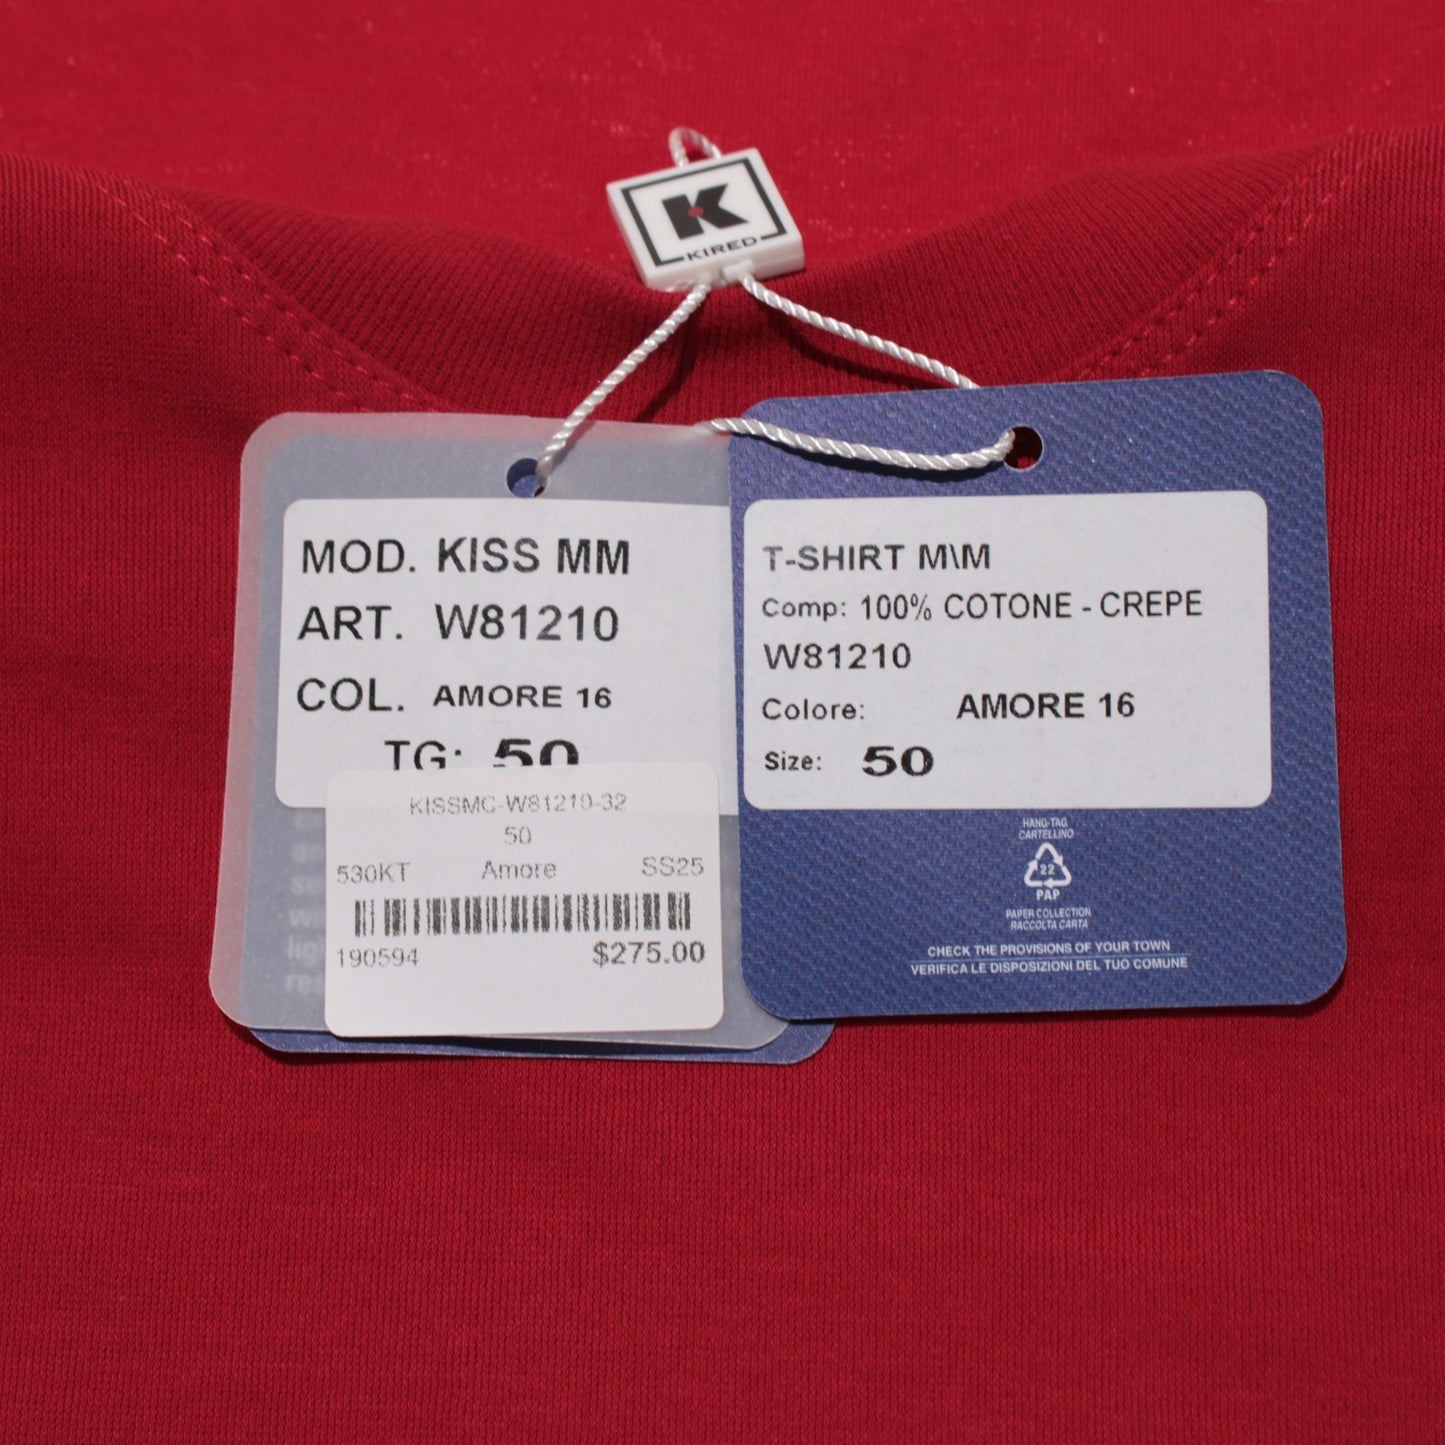 K
KIRED
MOD. KISS MM
ART. W81210
COL. AMORE 16
TG: 50
KISSMC-W81210-32
50
530KT Amore SS25
190594 $275.00
T-SHIRT M\M
Comp: 100% COTONE - CREPE
W81210
Colore: AMORE 16
Size: 50
HANG-TAG
CARTELLINO
22
PAP
PAPER COLLECTION
RACCOLTA CARTA
CHECK THE PROVISIONS OF YOUR TOWN
VERIFICA LE DISPOSIZIONI DEL TUO COMUNE